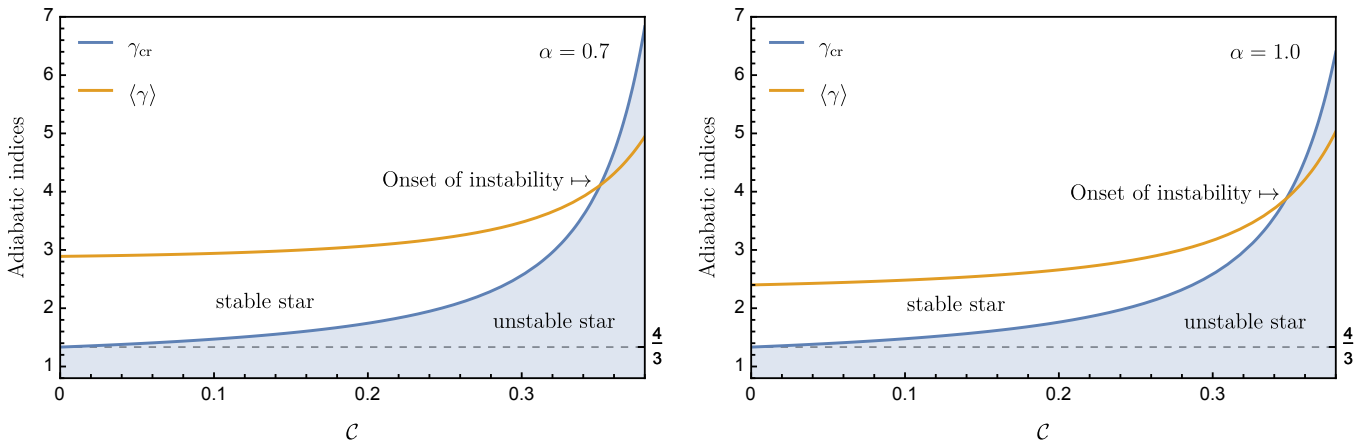 7
6
5
4
3
2
1
Adiabatic indices
γcr
⟨γ⟩
α = 0.7
Onset of instability ↦
stable star
unstable star
4
3
0
0.1
0.2
0.3
𝒞
7
6
5
4
3
2
1
Adiabatic indices
γcr
⟨γ⟩
α = 1.0
Onset of instability ↦
stable star
unstable star
4
3
0
0.1
0.2
0.3
𝒞